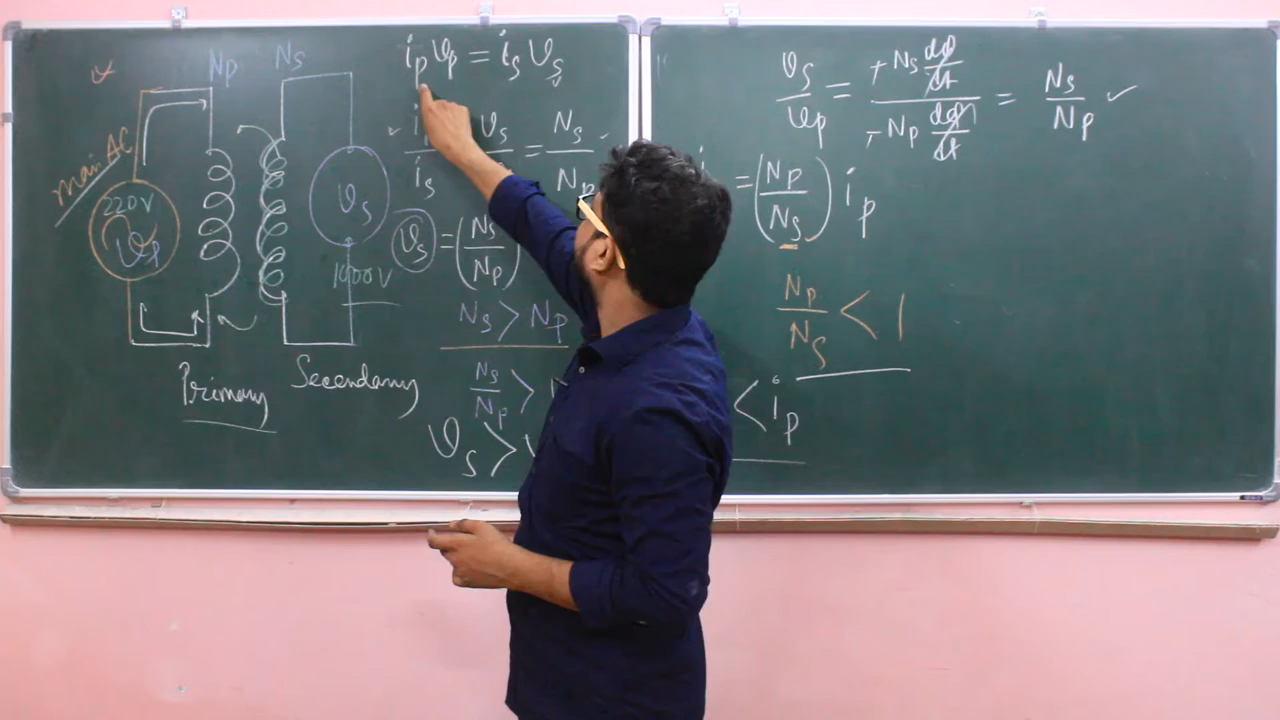 Np Ns
main AC
220V
vp
vs
1000V
Primary
Secondary
ip vp = is vs
i/is vs/ = Ns/Np
vs = (Ns/Np)
Ns > Np
Ns/Np >
vs >
vs/vp = Ns dφ/dt / Np dφ/dt = Ns/Np
i = (Np/Ns) ip
Np/Ns < 1
< ip